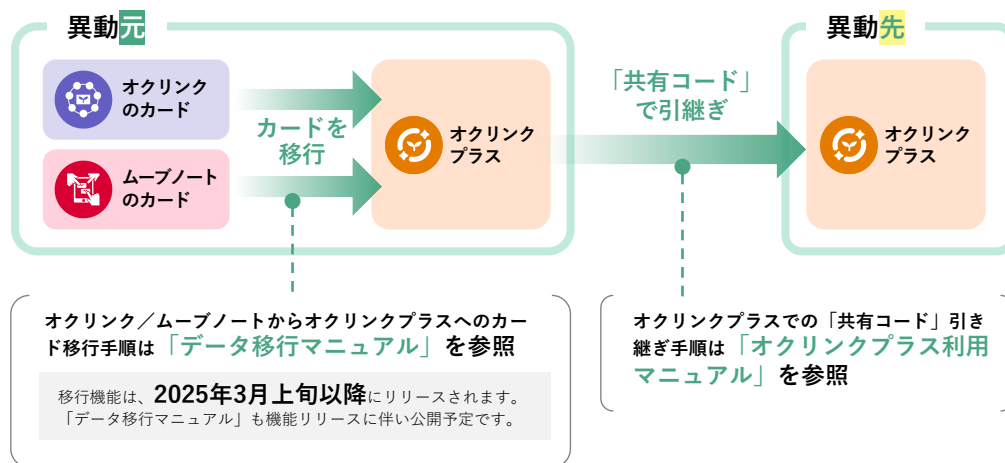 異動元
オクリンク
のカード
ムーブノート
のカード
カードを
移行
オクリンク
プラス
「共有コード」
で引継ぎ
異動先
オクリンク
プラス
オクリンク／ムーブノートからオクリンクプラスへのカー
ド移行手順は「データ移行マニュアル」を参照
移行機能は、2025年3月上旬以降にリリースされます。
「データ移行マニュアル」も機能リリースに伴い公開予定です。
オクリンクプラスでの「共有コード」引き
継ぎ手順は「オクリンクプラス利用
マニュアル」を参照